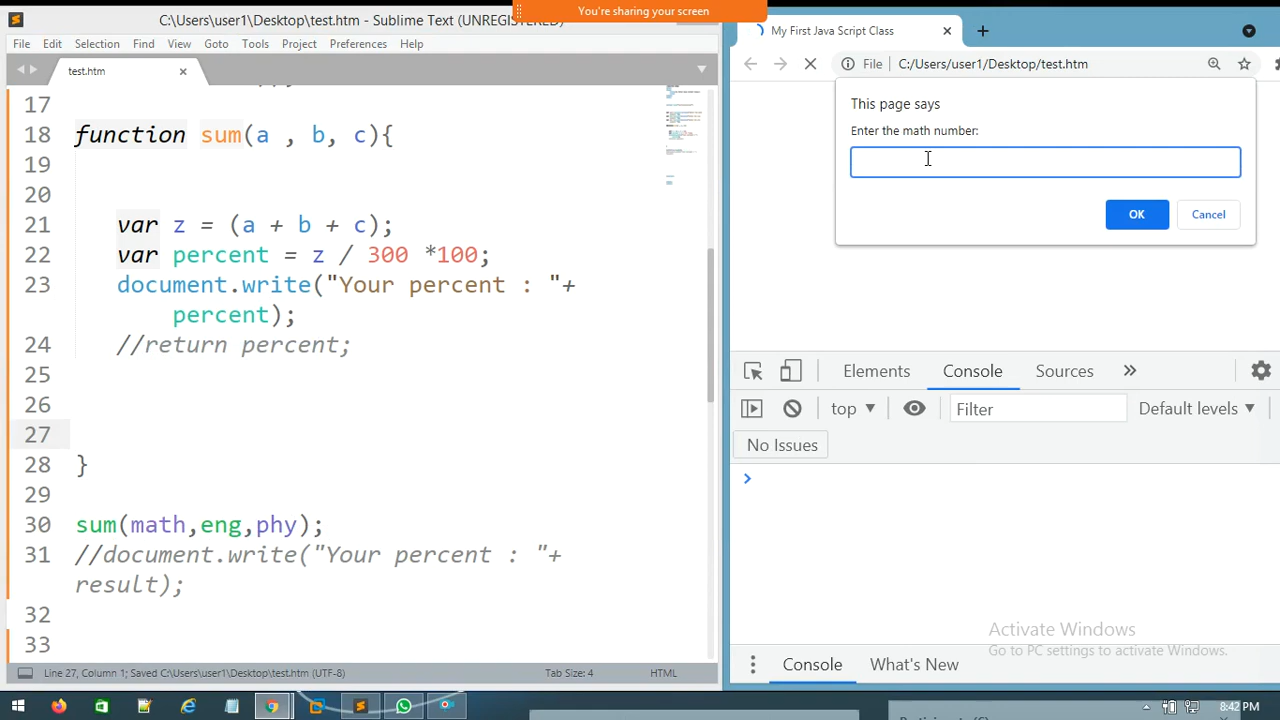 C:\Users\user1\Desktop\test.htm - Sublime Text (UNREGISTERED)
You're sharing your screen
File Edit Selection Find View Goto Tools Project Preferences Help
test.htm
17
18 function sum(a , b, c){
19
20
21 var z = (a + b + c);
22 var percent = z / 300 *100;
23 document.write("Your percent : "+
percent);
24 //return percent;
25
26
27
28 }
29
30 sum(math,eng,phy);
31 //document.write("Your percent : "+
result);
32
33
Line 27, Column 1; Saved C:\Users\user1\Desktop\test.htm (UTF-8) Tab Size: 4 HTML
My First Java Script Class
File C:/Users/user1/Desktop/test.htm
This page says
Enter the math number:
OK Cancel
Elements Console Sources
top Filter Default levels
No Issues
Activate Windows
Go to PC settings to activate Windows.
Console What's New
8:42 PM